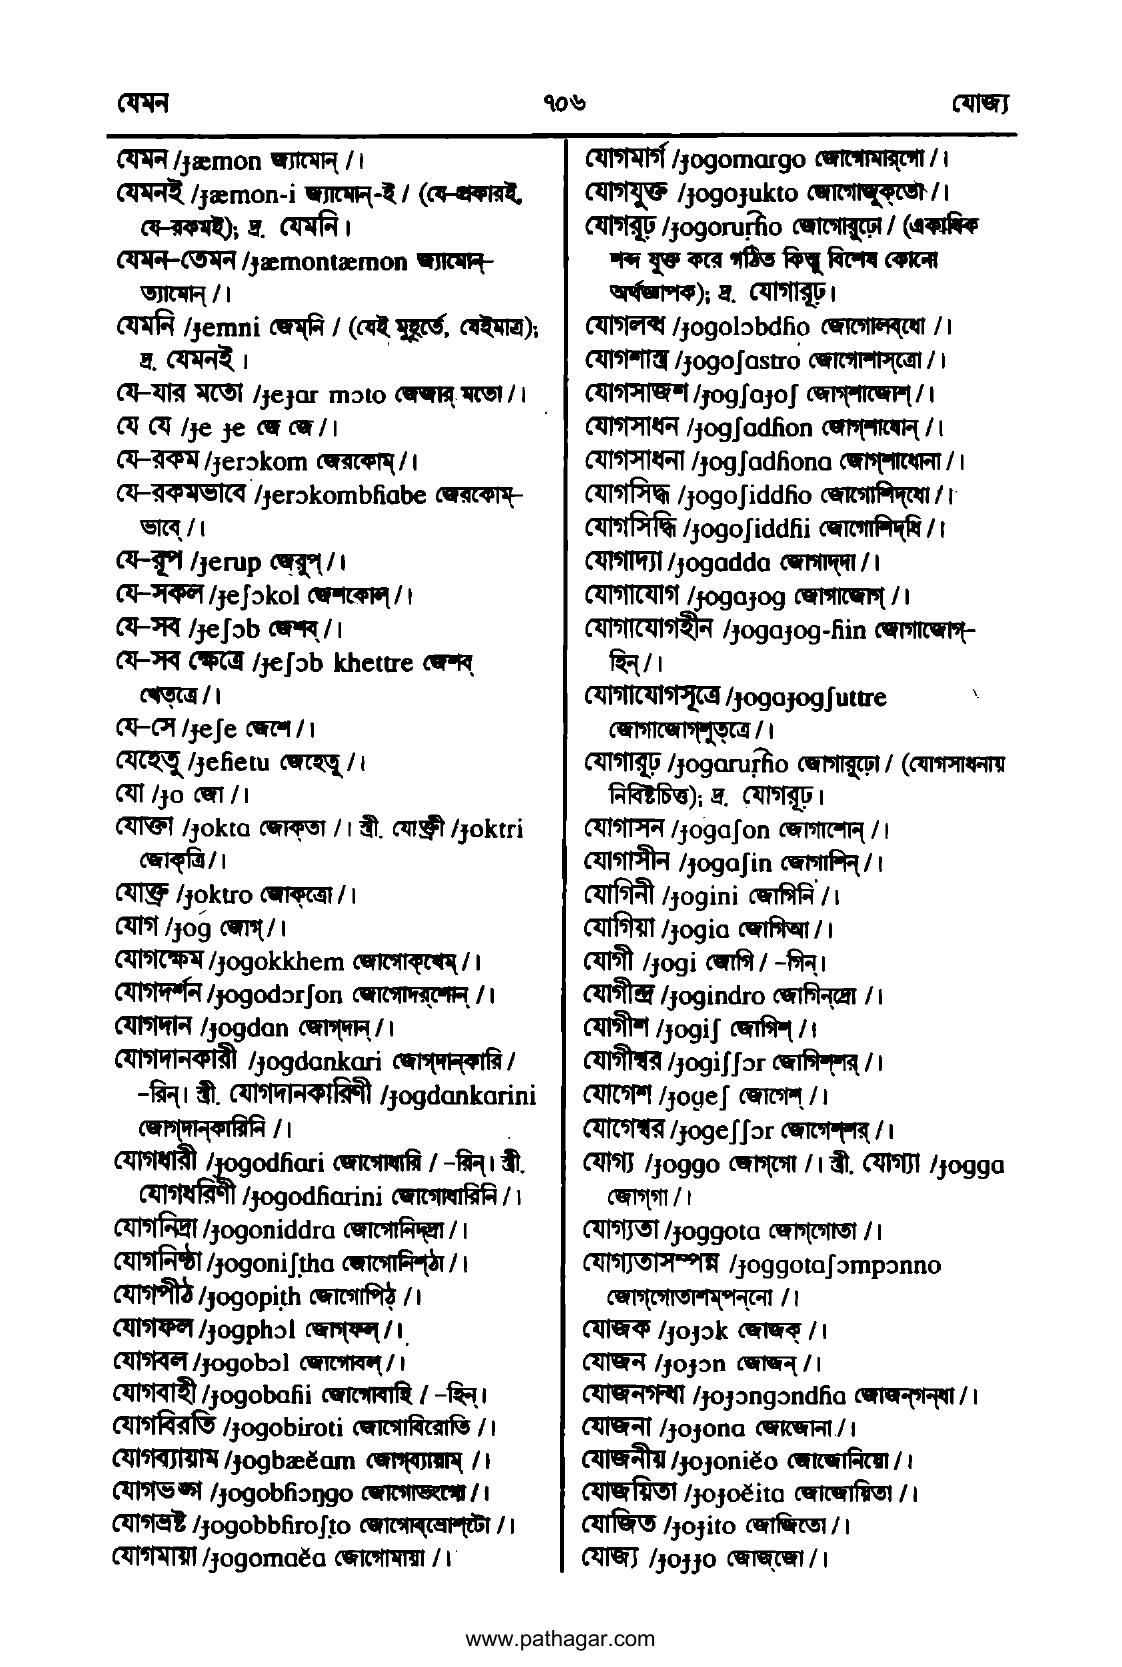 যেমন ৭০৬ যোজ্য
যেমন /ɟæmon জ্যামোন্ /।
যেমনই /ɟæmon-i জ্যামোন্-ই / (যে-প্রকারই,
যে-রকমই); দ্র. যেমনি।
যেমন-তেমন /ɟæmontæmon জ্যামোন্-
ত্যামোন্ /।
যেমনি /ɟemni জেম্‌নি / (যেই মুহূর্তে, যেইমাত্র);
দ্র. যেমনই ।
যে-যার মতো /ɟeɟar mɔto জেজার্ মতো /।
যে যে /ɟe ɟe জে জে /।
যে-রকম /ɟerɔkom জেরকোম্ /।
যে-রকমভাবে /ɟerɔkombɦabe জেরকোম্-
ভাবে /।
যে-রূপ /ɟerup জেরুপ্ /।
যে-সকল /ɟeʃɔkol জেশকোল্ /।
যে-সব /ɟeʃɔb জেশব্ /।
যে-সব ক্ষেত্রে /ɟeʃɔb khettre জেশব্
খেত্‌ত্রে /।
যে-সে /ɟeʃe জেশে /।
যেহেতু /ɟeɦetu জেহেতু /।
যো /ɟo জো /।
যোক্তা /ɟokta জোক্‌তা /। স্ত্রী. যোক্ত্রী /ɟoktri
জোক্‌ত্রি /।
যোক্ত্র /ɟoktro জোক্‌ত্রো /।
যোগ /ɟog জোগ্ /।
যোগক্ষেম /ɟogokkhem জোগোক্‌খেম্ /।
যোগদর্শন /ɟogodɔrʃon জোগোদর্‌শোন্ /।
যোগদান /ɟogdan জোগ্‌দান্ /।
যোগদানকারী /ɟogdankari জোগ্‌দান্‌কারি /
-রিন্। স্ত্রী. যোগদানকারিণী /ɟogdankarini
জোগ্‌দান্‌কারিনি /।
যোগধারী /ɟogodɦari জোগোধারি / -রিন্। স্ত্রী.
যোগধরিণী /ɟogodɦarini জোগোধারিনি /।
যোগনিদ্রা /ɟogoniddra জোগোনিদ্‌দ্রা /।
যোগনিষ্ঠা /ɟogoniʃṭha জোগোনিশ্‌ঠা /।
যোগপীঠ /ɟogopiṭh জোগোপিঠ্ /।
যোগফল /ɟogphɔl জোগ্‌ফল্ /।
যোগবল /ɟogobɔl জোগোবল্ /।
যোগবাহী /ɟogobaɦi জোগোবাহি / -হিন্।
যোগবিরতি /ɟogobiroti জোগোবিরোতি /।
যোগব্যায়াম /ɟogbæĕam জোগ্‌ব্যায়াম্ /।
যোগভঙ্গ /ɟogobɦɔŋgo জোগোভংগো /।
যোগভ্রষ্ট /ɟogobbɦroʃṭo জোগোব্‌ভ্রোশ্‌টো /।
যোগমায়া /ɟogomaĕa জোগোমায়া /।
যোগমার্গ /ɟogomargo জোগোমার্‌গো /।
যোগযুক্ত /ɟogoɟukto জোগোজুক্‌তো /।
যোগরূঢ় /ɟogoruṛɦo জোগোরুঢ়ো / (একাধিক
শব্দ যুক্ত করে গঠিত কিন্তু বিশেষ কোনো
অর্থজ্ঞাপক); দ্র. যোগারূঢ়।
যোগলব্ধ /ɟogolɔbdɦo জোগোলব্‌ধো /।
যোগশাস্ত্র /ɟogoʃastro জোগোশাস্‌ত্রো /।
যোগসাজশ /ɟogʃaɟoʃ জোগ্‌শাজোশ্ /।
যোগসাধন /ɟogʃadɦon জোগ্‌শাধোন্ /।
যোগসাধনা /ɟogʃadɦona জোগ্‌শাধোনা /।
যোগসিদ্ধ /ɟogoʃiddɦo জোগোশিদ্‌ধো /।
যোগসিদ্ধি /ɟogoʃiddɦi জোগোশিদ্‌ধি /।
যোগাদ্যা /ɟogadda জোগাদ্‌দা /।
যোগাযোগ /ɟogaɟog জোগাজোগ্ /।
যোগাযোগহীন /ɟogaɟog-ɦin জোগাজোগ্-
হিন্ /।
যোগাযোগসূত্রে /ɟogaɟogʃuttre
জোগাজোগ্‌শুত্‌ত্রে /।
যোগারূঢ় /ɟogaruṛɦo জোগারুঢ়ো / (যোগসাধনায়
নিবিষ্টচিত্ত); দ্র. যোগরূঢ়।
যোগাসন /ɟogaʃon জোগাশোন্ /।
যোগাসীন /ɟogaʃin জোগাশিন্ /।
যোগিনী /ɟogini জোগিনি /।
যোগিয়া /ɟogia জোগিআ /।
যোগী /ɟogi জোগি / -গিন্।
যোগীন্দ্র /ɟogindro জোগিন্‌দ্রো /।
যোগীশ /ɟogiʃ জোগিশ্ /।
যোগীশ্বর /ɟogiʃʃɔr জোগিশ্‌শর্ /।
যোগেশ /ɟogeʃ জোগেশ্ /।
যোগেশ্বর /ɟogeʃʃɔr জোগেশ্‌শর্ /।
যোগ্য /ɟoggo জোগ্‌গো /। স্ত্রী. যোগ্যা /ɟogga
জোগ্‌গা /।
যোগ্যতা /ɟoggota জোগ্‌গোতা /।
যোগ্যতাসম্পন্ন /ɟoggotaʃɔmpɔnno
জোগ্‌গোতাশম্‌পন্‌নো /।
যোজক /ɟoɟɔk জোজক্ /।
যোজন /ɟoɟɔn জোজন্ /।
যোজনগন্ধা /ɟoɟɔngɔndɦa জোজন্‌গন্‌ধা /।
যোজনা /ɟoɟona জোজোনা /।
যোজনীয় /ɟoɟoniĕo জোজোনিয়ো /।
যোজয়িতা /ɟoɟoĕita জোজোয়িতা /।
যোজিত /ɟoɟito জোজিতো /।
যোজ্য /ɟoɟɟo জোজ্‌জো /।
www.pathagar.com